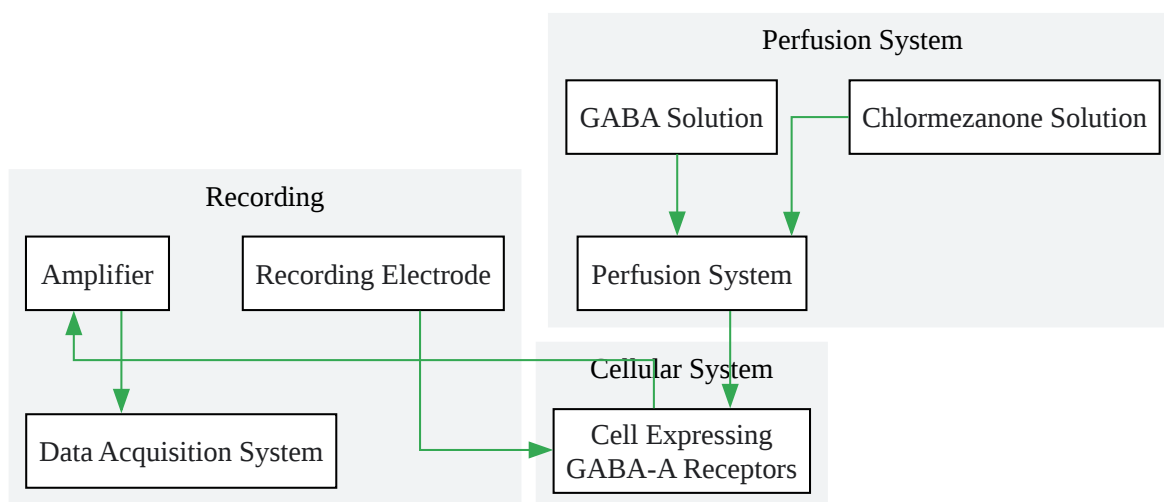 Perfusion System
GABA Solution
Chlormezanone Solution
Recording
Amplifier
Recording Electrode
Perfusion System
Cellular System
Data Acquisition System
Cell Expressing
GABA-A Receptors